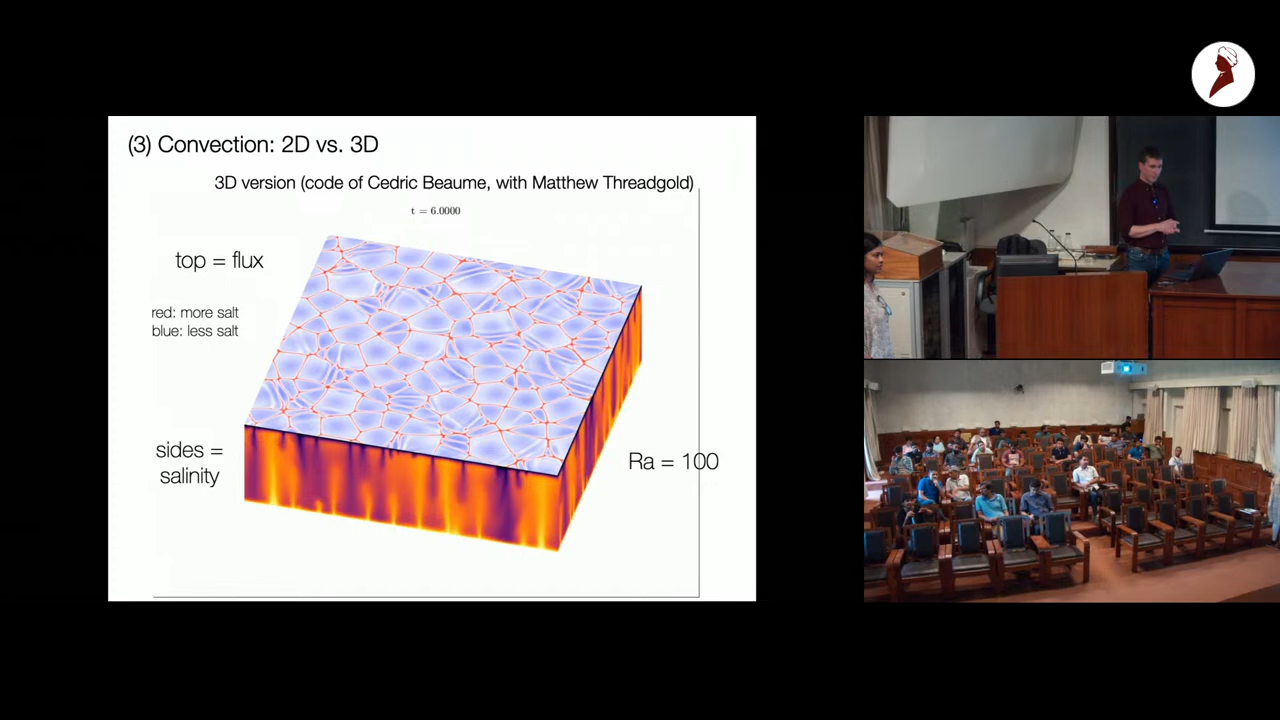 (3) Convection: 2D vs. 3D
3D version (code of Cedric Beaume, with Matthew Threadgold)
t = 6.0000
top = flux
red: more salt
blue: less salt
sides =
salinity
Ra = 100